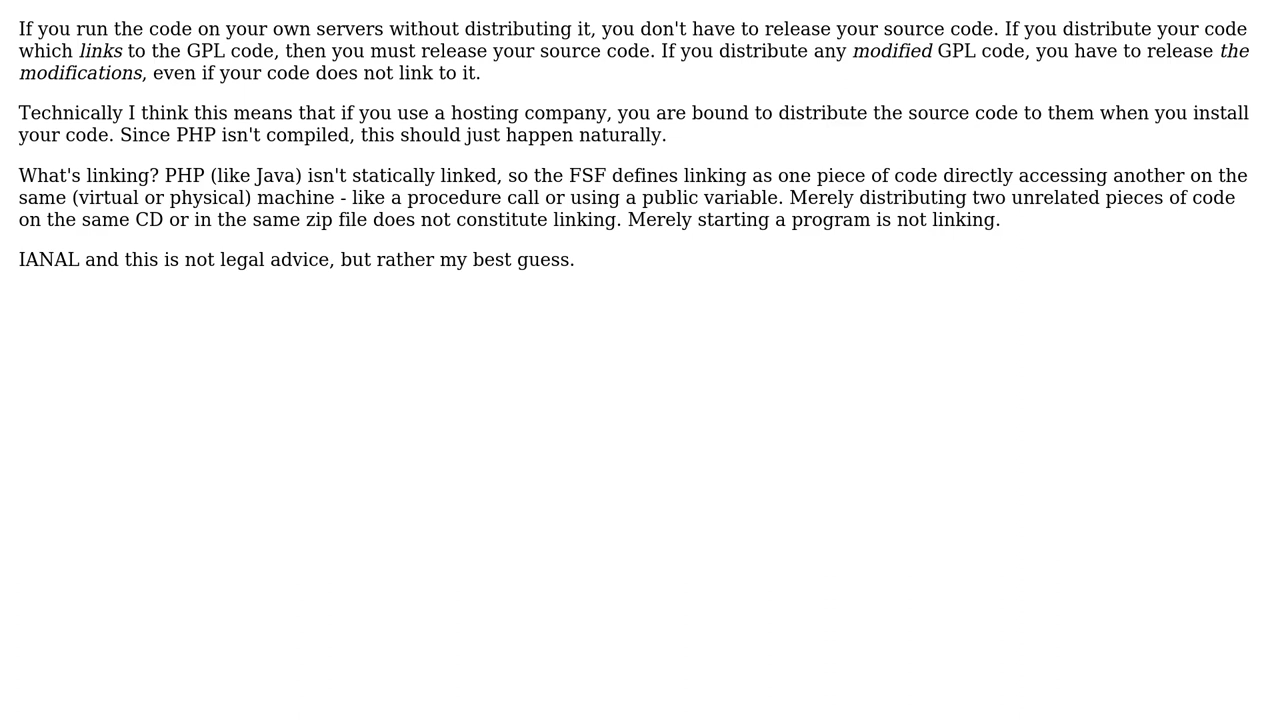 If you run the code on your own servers without distributing it, you don't have to release your source code. If you distribute your code
which links to the GPL code, then you must release your source code. If you distribute any modified GPL code, you have to release the
modifications, even if your code does not link to it.
Technically I think this means that if you use a hosting company, you are bound to distribute the source code to them when you install
your code. Since PHP isn't compiled, this should just happen naturally.
What's linking? PHP (like Java) isn't statically linked, so the FSF defines linking as one piece of code directly accessing another on the
same (virtual or physical) machine - like a procedure call or using a public variable. Merely distributing two unrelated pieces of code
on the same CD or in the same zip file does not constitute linking. Merely starting a program is not linking.
IANAL and this is not legal advice, but rather my best guess.